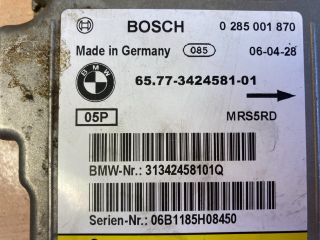 BOSCH 0 285 001 870
Made in Germany 085 06-04-28
BMW 65.77-3424581-01
05P MRS5RD
BMW-Nr.: 31342458101Q
Serien-Nr: 06B1185H08450